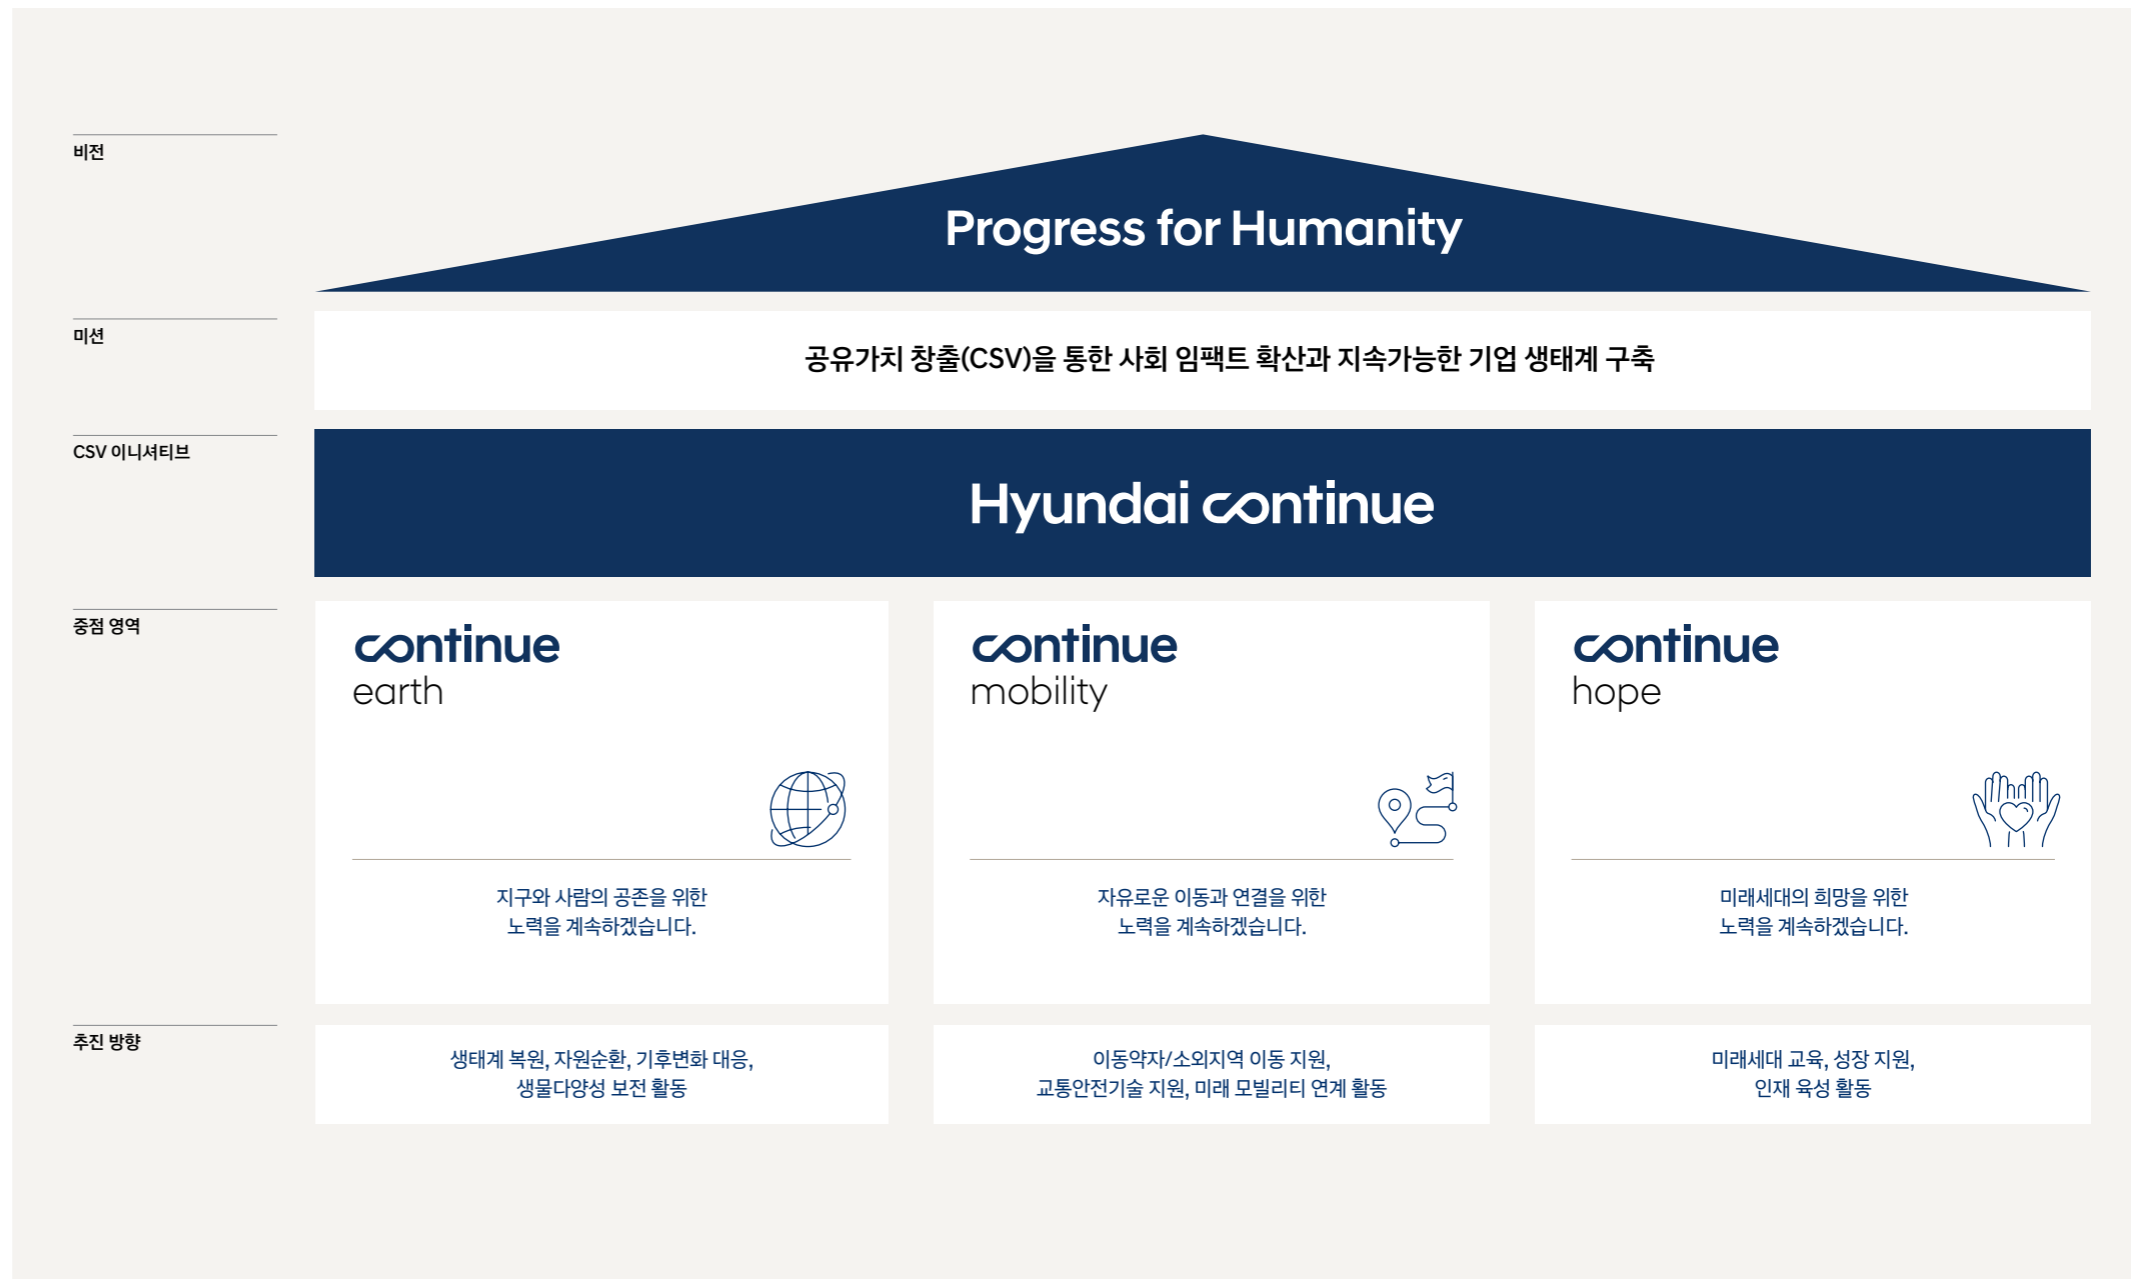 비전
Progress for Humanity
미션
공유가치 창출(CSV)을 통한 사회 임팩트 확산과 지속가능한 기업 생태계 구축
CSV 이니셔티브
Hyundai continue
중점 영역
continue
earth
지구와 사람의 공존을 위한
노력을 계속하겠습니다.
continue
mobility
자유로운 이동과 연결을 위한
노력을 계속하겠습니다.
continue
hope
미래세대의 희망을 위한
노력을 계속하겠습니다.
추진 방향
생태계 복원, 자원순환, 기후변화 대응,
생물다양성 보전 활동
이동약자/소외지역 이동 지원,
교통안전기술 지원, 미래 모빌리티 연계 활동
미래세대 교육, 성장 지원,
인재 육성 활동